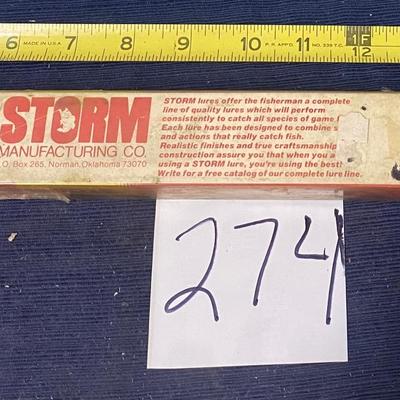 6 MADE IN U.S.A. 7 8 9 10 11 F
12
STORM
MANUFACTURING CO.
.O. Box 265, Norman, Oklahoma 73070
STORM lures offer the fisherman a complete
line of quality lures which will perform
consistently to catch all species of game
Each lure has been designed to combine
and actions that really catch fish.
Realistic finishes and true craftsmanship
construction assure you that when you a
using a STORM lure, you're using the best!
Write for a free catalog of our complete lure line.
274